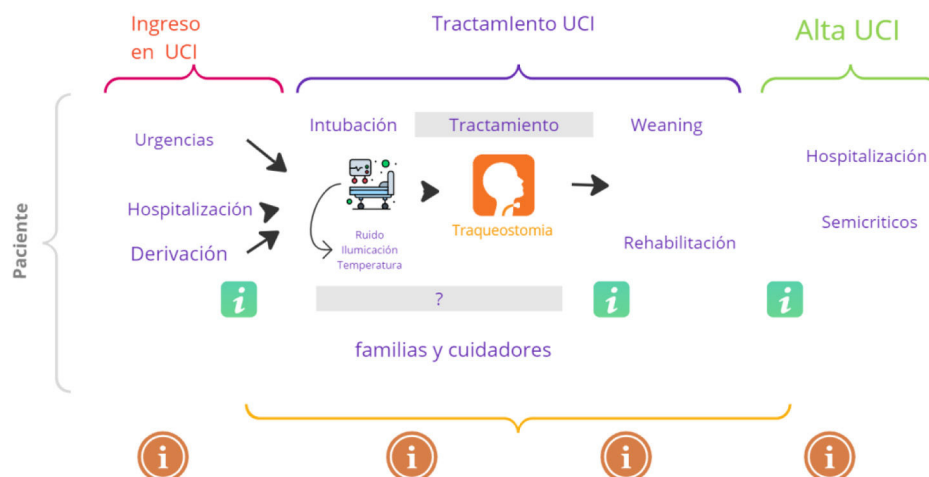 Ingreso
en UCI
Tractamiento UCI
Alta UCI
Paciente
Urgencias
Hospitalización
Derivación
Intubación
Tractamiento
Weaning
Ruido
Ilumicación
Temperatura
Traqueostomia
Rehabilitación
Hospitalización
Semicriticos
i
?
i
i
familias y cuidadores
i
i
i
i